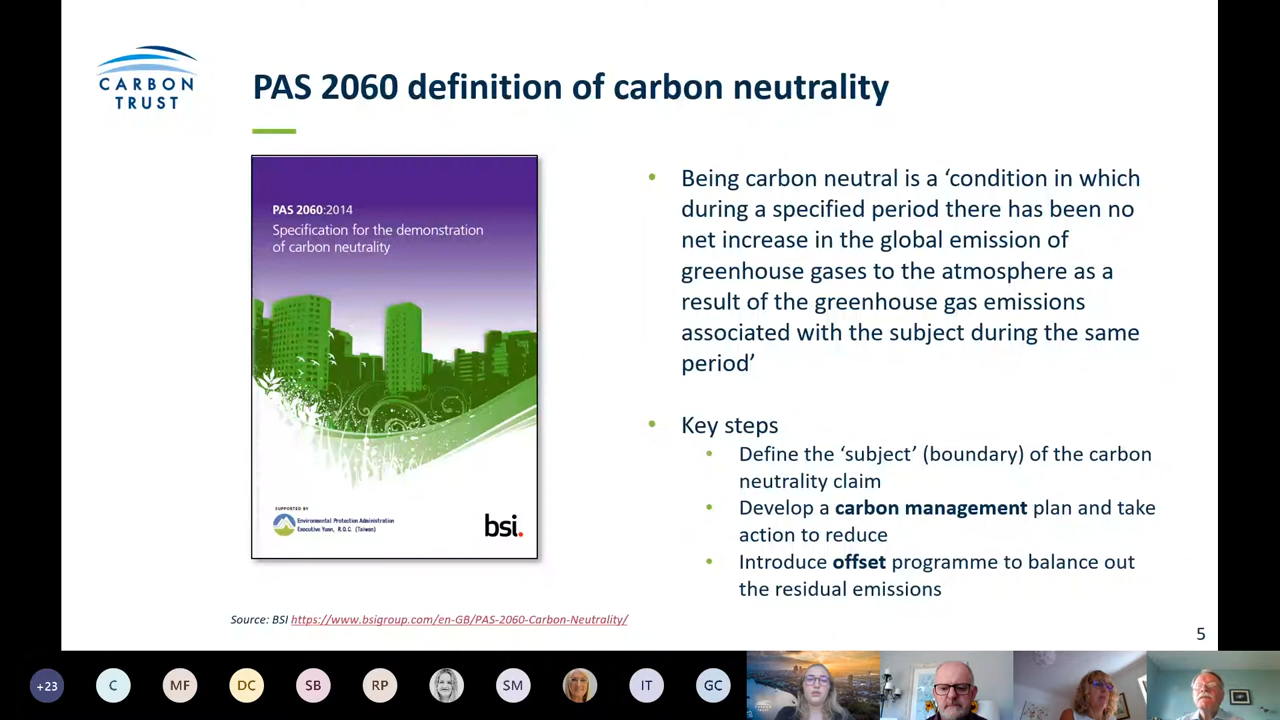 CARBON
TRUST
PAS 2060 definition of carbon neutrality
PAS 2060:2014
Specification for the demonstration
of carbon neutrality
SUPPORTED BY
Environmental Protection Administration
Executive Yuan, R.O.C. (Taiwan)
bsi.
• Being carbon neutral is a ‘condition in which
during a specified period there has been no
net increase in the global emission of
greenhouse gases to the atmosphere as a
result of the greenhouse gas emissions
associated with the subject during the same
period’
• Key steps
• Define the ‘subject’ (boundary) of the carbon
neutrality claim
• Develop a carbon management plan and take
action to reduce
• Introduce offset programme to balance out
the residual emissions
Source: BSI https://www.bsigroup.com/en-GB/PAS-2060-Carbon-Neutrality/
5
+23
C
MF
DC
SB
RP
SM
IT
GC
CARBON
TRUST